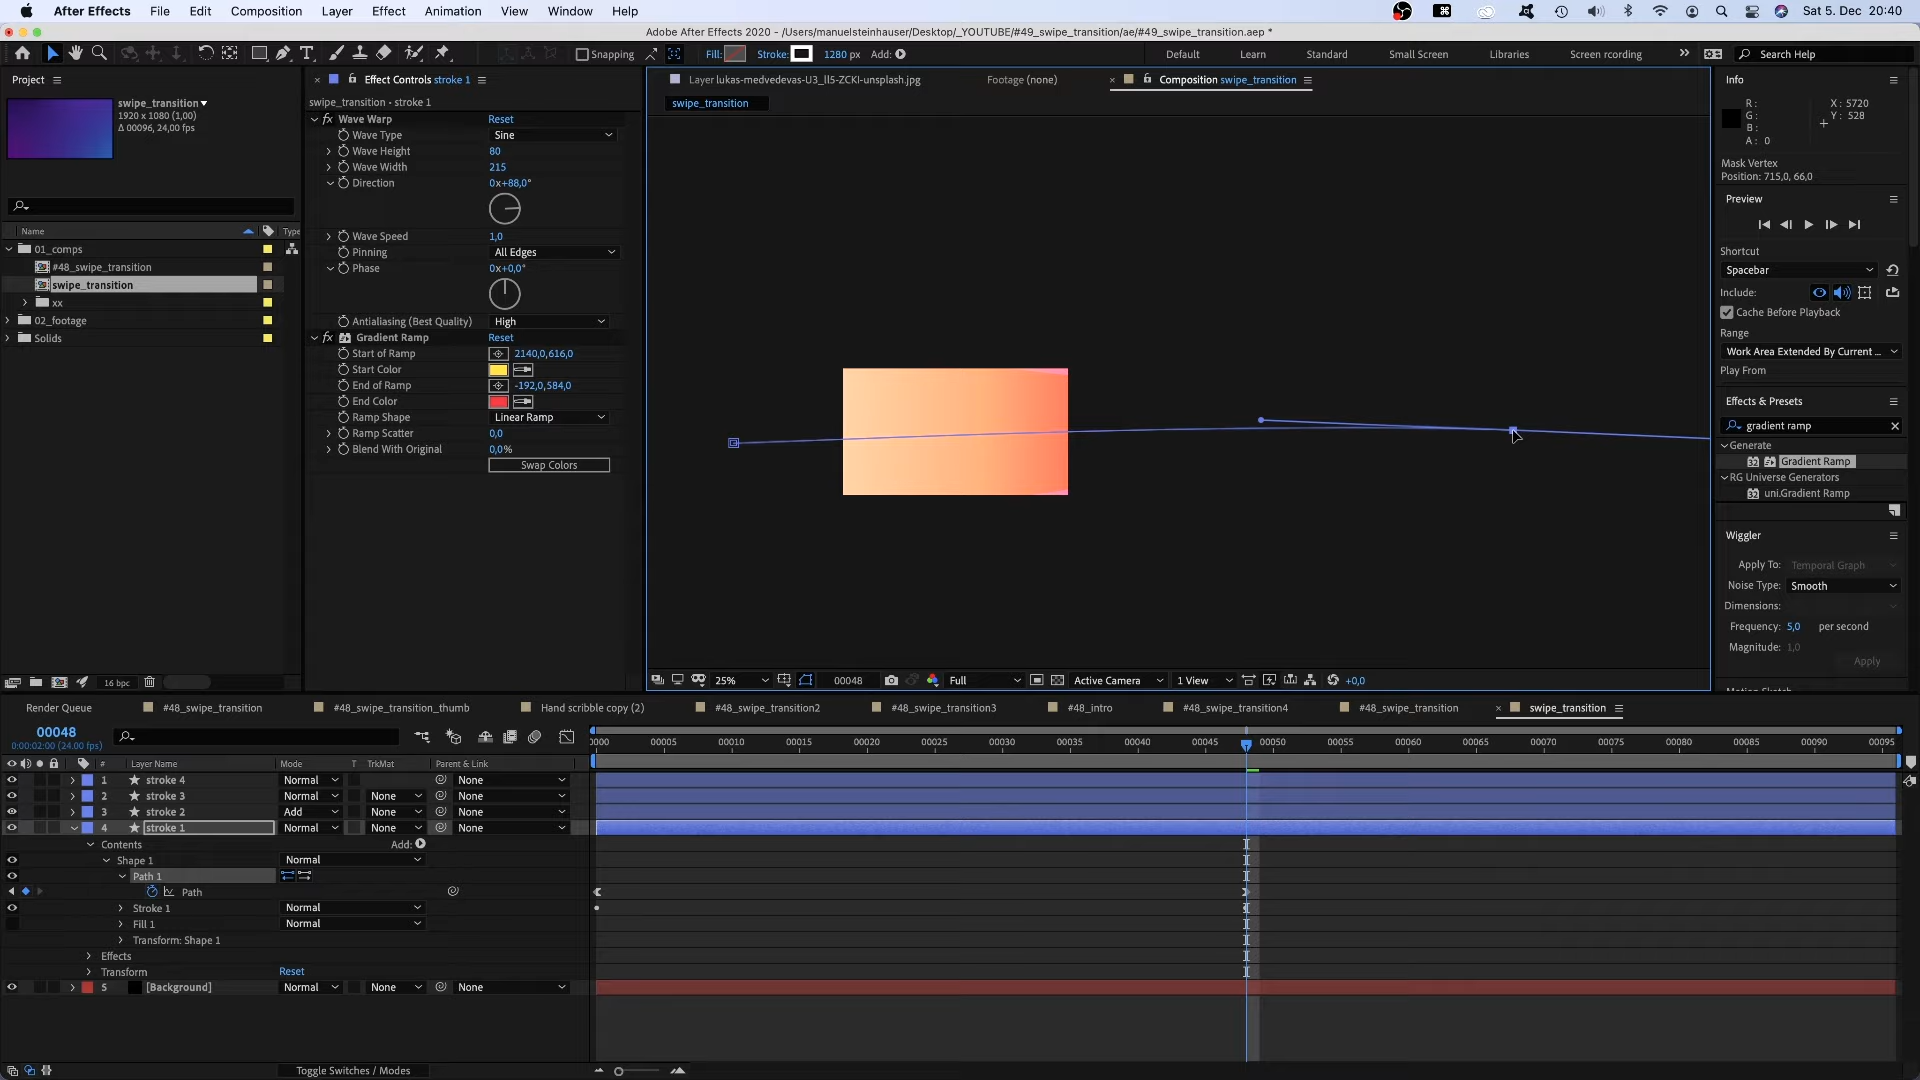 After Effects File Edit Composition Layer Effect Animation View Window Help Sat 5. Dec 20:40
Adobe After Effects 2020 - /Users/manuelsteinhauser/Desktop/_YOUTUBE/#49_swipe_transition/ae/#49_swipe_transition.aep *
Snapping Fill: Stroke: 1280 px Add: Default Learn Standard Small Screen Libraries Screen recording Search Help
Project
swipe_transition
1920 x 1080 (1,00)
Δ 00096, 24,00 fps
Name Type
01_comps
#48_swipe_transition
swipe_transition
xx
02_footage
Solids
16 bpc
Effect Controls stroke 1
swipe_transition • stroke 1
fx Wave Warp Reset
Wave Type Sine
Wave Height 80
Wave Width 215
Direction 0x+88,0°
Wave Speed 1,0
Pinning All Edges
Phase 0x+0,0°
Antialiasing (Best Quality) High
fx Gradient Ramp Reset
Start of Ramp 2140,0,616,0
Start Color
End of Ramp -192,0,584,0
End Color
Ramp Shape Linear Ramp
Ramp Scatter 0,0
Blend With Original 0,0%
Swap Colors
Layer lukas-medvedevas-U3_ll5-ZCKI-unsplash.jpg Footage (none) Composition swipe_transition
swipe_transition
25% 00048 Full Active Camera 1 View +0,0
Info
R: X: 5720
G: Y: 528
B:
A: 0
Mask Vertex
Position: 715,0, 66,0
Preview
Shortcut
Spacebar
Include:
Cache Before Playback
Range
Work Area Extended By Current ...
Play From
Effects & Presets
gradient ramp
Generate
32 Gradient Ramp
RG Universe Generators
32 uni.Gradient Ramp
Wiggler
Apply To: Temporal Graph
Noise Type: Smooth
Dimensions:
Frequency: 5,0 per second
Magnitude: 1,0
Apply
Render Queue #48_swipe_transition #48_swipe_transition_thumb Hand scribble copy (2) #48_swipe_transition2 #48_swipe_transition3 #48_intro #48_swipe_transition4 #48_swipe_transition swipe_transition
00048
0:00:02:00 (24.00 fps)
0000 00005 00010 00015 00020 00025 00030 00035 00040 00045 00050 00055 00060 00065 00070 00075 00080 00085 00090 00095
# Layer Name Mode T TrkMat Parent & Link
1 stroke 4 Normal None
2 stroke 3 Normal None None
3 stroke 2 Add None None
4 stroke 1 Normal None None
Contents Add:
Shape 1 Normal
Path 1
Path
Stroke 1 Normal
Fill 1 Normal
Transform: Shape 1
Effects
Transform Reset
5 [Background] Normal None None
Toggle Switches / Modes